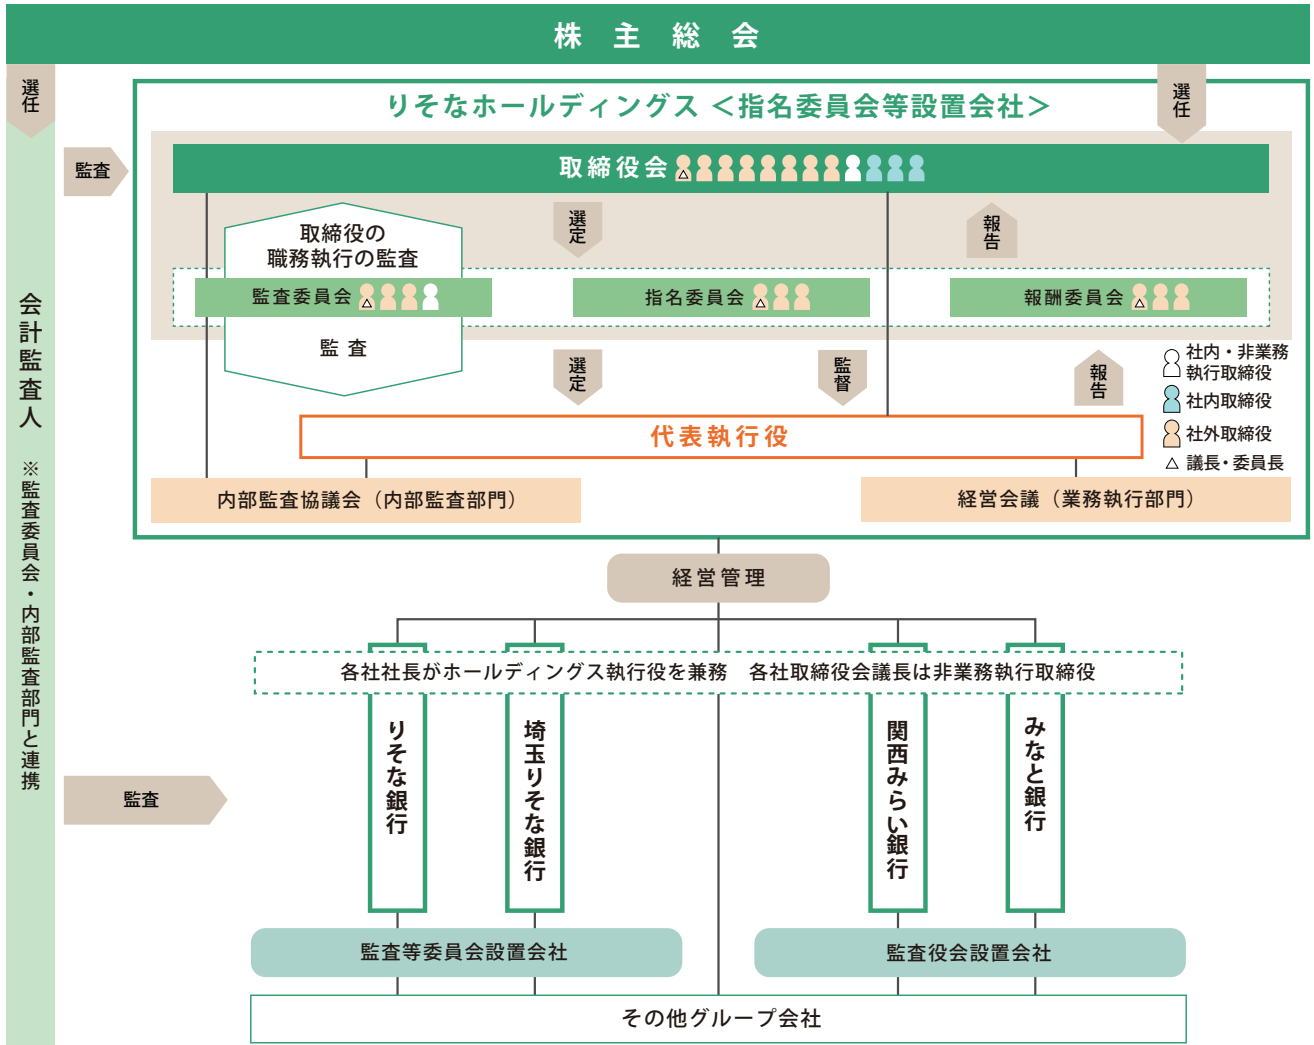 株主総会
選任
選任
りそなホールディングス ＜指名委員会等設置会社＞
監査
取締役会
取締役の
職務執行の監査
選定
報告
監査委員会
指名委員会
報酬委員会
監査
選定
監督
報告
社内・非業務
執行取締役
社内取締役
社外取締役
△ 議長・委員長
代表執行役
内部監査協議会（内部監査部門）
経営会議（業務執行部門）
会計監査人
※監査委員会・内部監査部門と連携
経営管理
各社社長がホールディングス執行役を兼務　各社取締役会議長は非業務執行取締役
りそな銀行
埼玉りそな銀行
関西みらい銀行
みなと銀行
監査
監査等委員会設置会社
監査役会設置会社
その他グループ会社